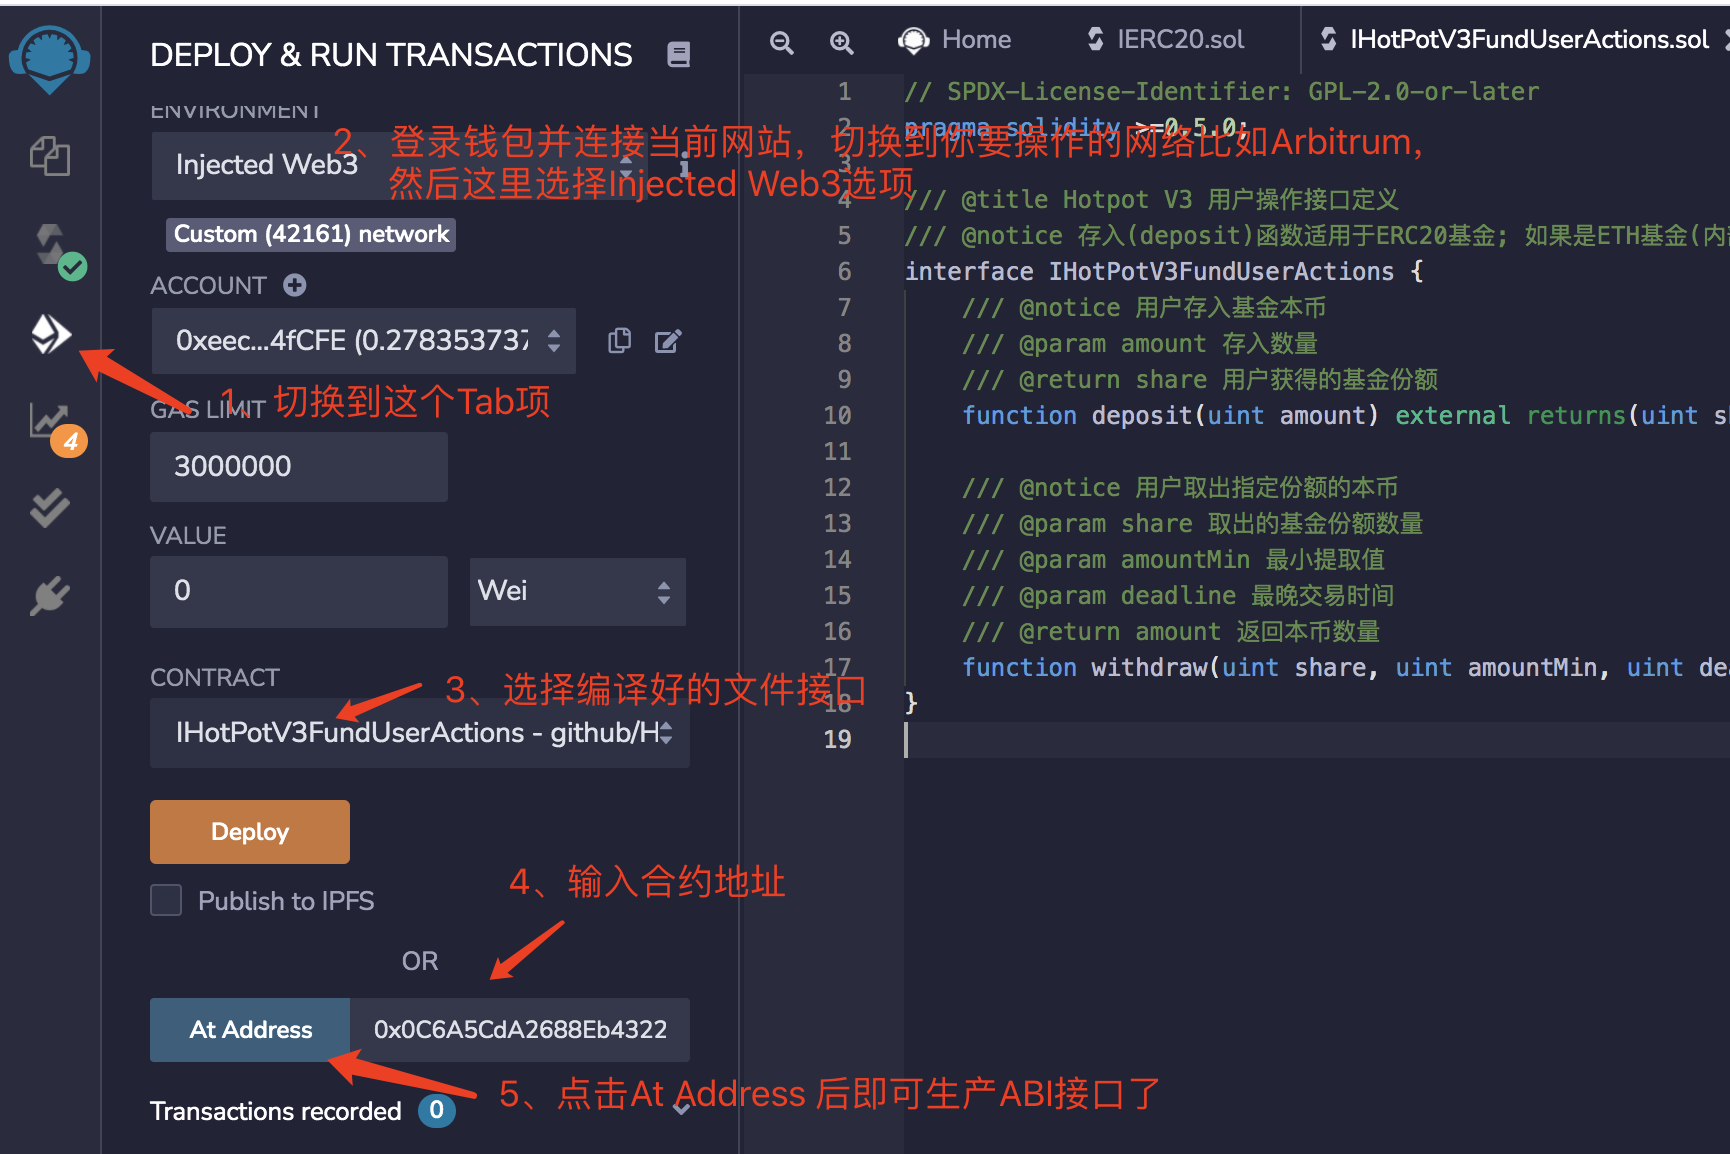 DEPLOY & RUN TRANSACTIONS
ENVIRONMENT
Injected Web3
Custom (42161) network
ACCOUNT
0xeec...4fCFE (0.278353737
GAS LIMIT
3000000
VALUE
0
Wei
CONTRACT
IHotPotV3FundUserActions - github/H
Deploy
Publish to IPFS
OR
At Address
0x0C6A5CdA2688Eb4322
Transactions recorded 0
4
1、切换到这个Tab项
2、登录钱包并连接当前网站，切换到你要操作的网络比如Arbitrum，
然后这里选择Injected Web3选项
3、选择编译好的文件接口
4、输入合约地址
5、点击At Address 后即可生产ABI接口了
Home
IERC20.sol
IHotPotV3FundUserActions.sol
1 // SPDX-License-Identifier: GPL-2.0-or-later
2 pragma solidity >=0.5.0;
3
4 /// @title Hotpot V3 用户操作接口定义
5 /// @notice 存入(deposit)函数适用于ERC20基金; 如果是ETH基金(内
6 interface IHotPotV3FundUserActions {
7 /// @notice 用户存入基金本币
8 /// @param amount 存入数量
9 /// @return share 用户获得的基金份额
10 function deposit(uint amount) external returns(uint sh
11
12 /// @notice 用户取出指定份额的本币
13 /// @param share 取出的基金份额数量
14 /// @param amountMin 最小提取值
15 /// @param deadline 最晚交易时间
16 /// @return amount 返回本币数量
17 function withdraw(uint share, uint amountMin, uint dea
18 }
19